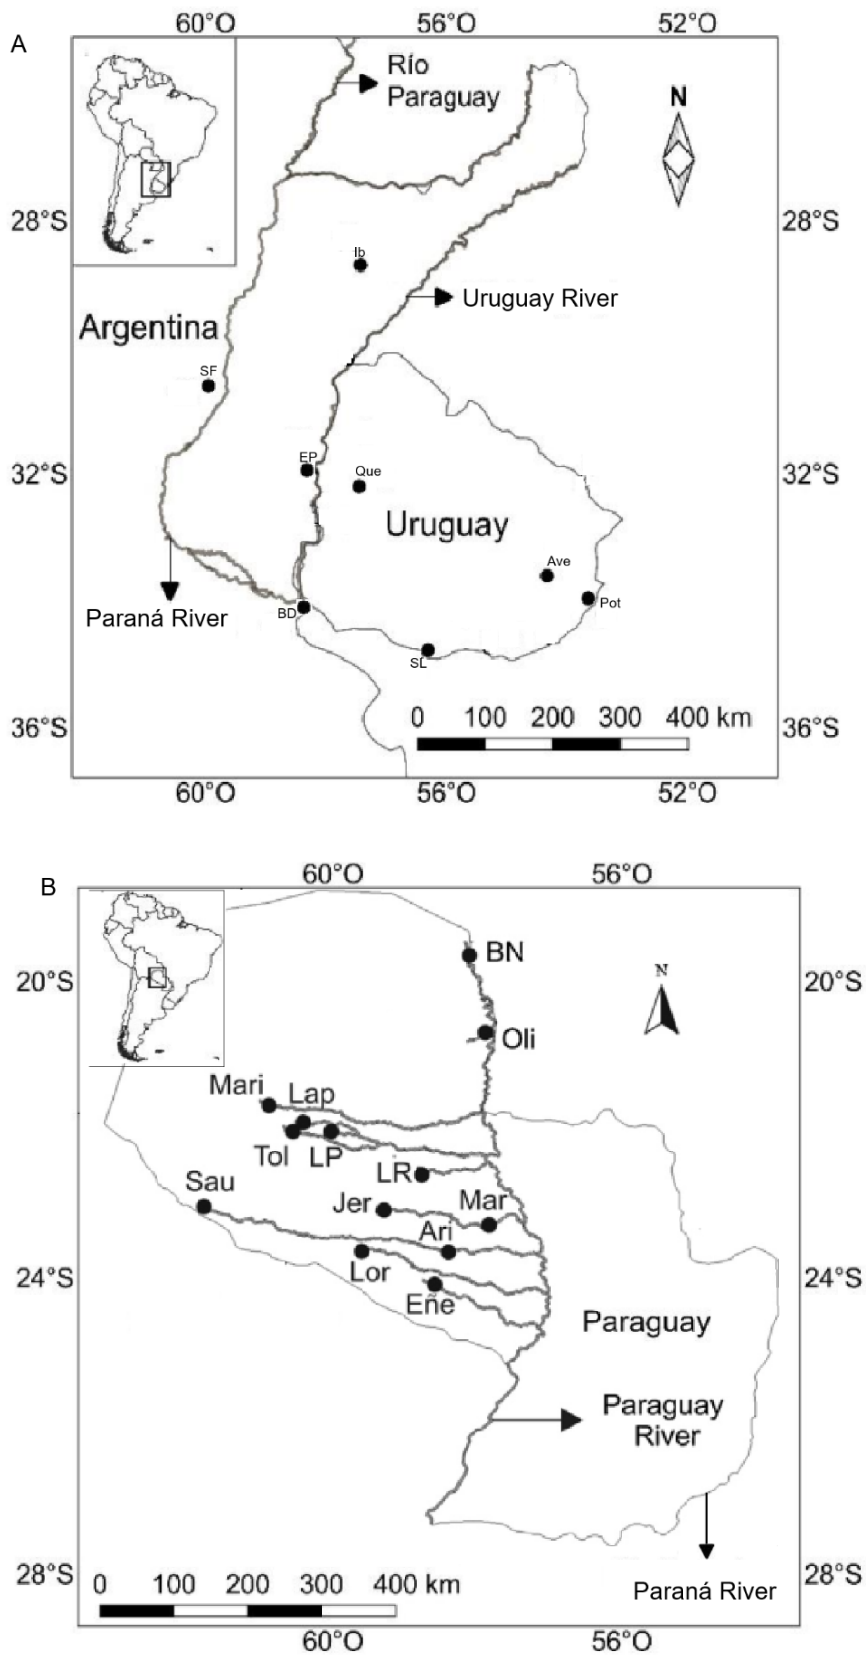 A
60°O 56°O 52°O
Río
Paraguay
N
28°S 28°S
Ib
Uruguay River
Argentina
SF
EP
Que
32°S 32°S
Uruguay
Ave
Pot
Paraná River
BD
SL
0 100 200 300 400 km
36°S 36°S
60°O 56°O 52°O
B
60°O 56°O
BN
20°S 20°S
N
Oli
Mari Lap
Tol LP
LR
Sau
Jer Mar
Ari
Lor
24°S 24°S
Ene
Paraguay
Paraguay
River
28°S 28°S
0 100 200 300 400 km
Paraná River
60°O 56°O